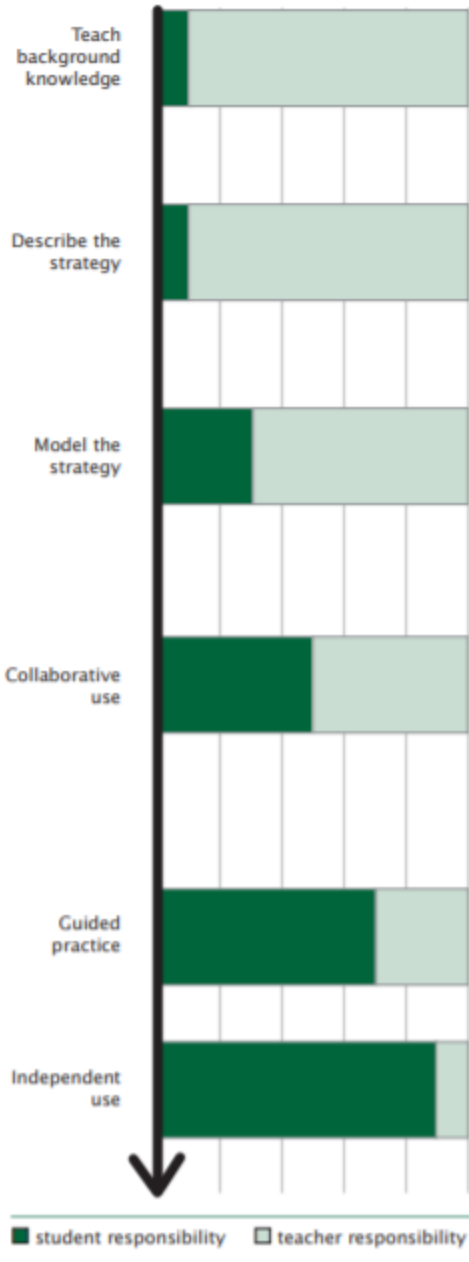 Teach
background
knowledge
Describe the
strategy
Model the
strategy
Collaborative
use
Guided
practice
Independent
use
student responsibility teacher responsibility